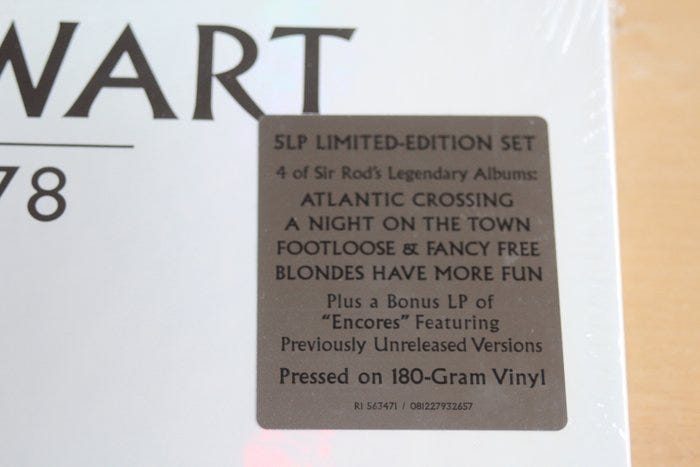 WART
78
5LP LIMITED-EDITION SET
4 of Sir Rod's Legendary Albums:
ATLANTIC CROSSING
A NIGHT ON THE TOWN
FOOTLOOSE & FANCY FREE
BLONDES HAVE MORE FUN
Plus a Bonus LP of
"Encores" Featuring
Previously Unreleased Versions
Pressed on 180-Gram Vinyl
R1 563471 / 081227932657